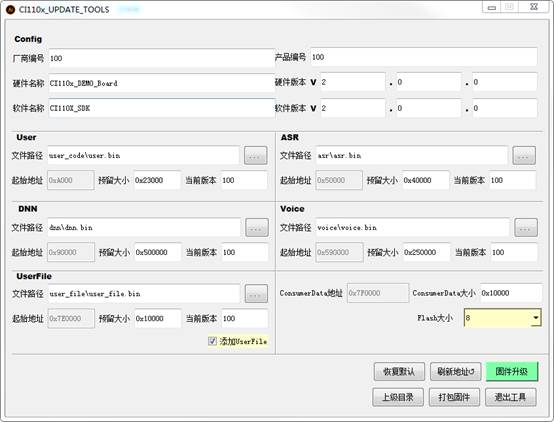 CI110x_UPDATE_TOOLS
Config
厂商编号 100 产品编号 100
硬件名称 CI110x_DEMO_Board 硬件版本 V 2 . 0 . 0
软件名称 CI110X_SDK 软件版本 V 2 . 0 . 0
User ASR
文件路径 user_code\user.bin ... 文件路径 asr\asr.bin ...
起始地址 0xA000 预留大小 0x23000 当前版本 100 起始地址 0x50000 预留大小 0x40000 当前版本 100
DNN Voice
文件路径 dnn\dnn.bin ... 文件路径 voice\voice.bin ...
起始地址 0x90000 预留大小 0x500000 当前版本 100 起始地址 0x590000 预留大小 0x250000 当前版本 100
UserFile
文件路径 user_file\user_file.bin ... ConsumerData地址 0x7F0000 ConsumerData大小 0x10000
起始地址 0x7E0000 预留大小 0x10000 当前版本 100 Flash大小 8
添加UserFile
恢复默认 刷新地址↺ 固件升级
上级目录 打包固件 退出工具